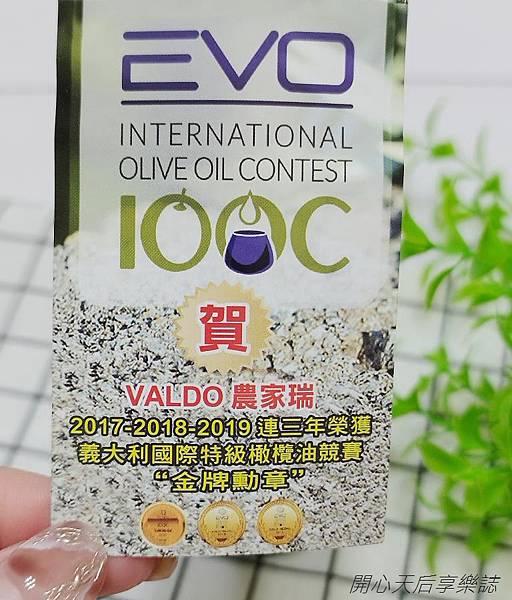 EVO
INTERNATIONAL
OLIVE OIL CONTEST
IOOC
賀
VALDO 農家瑞
2017-2018-2019 連三年榮獲
義大利國際特級橄欖油競賽
“金牌勳章”
EVO
開心天后享樂誌